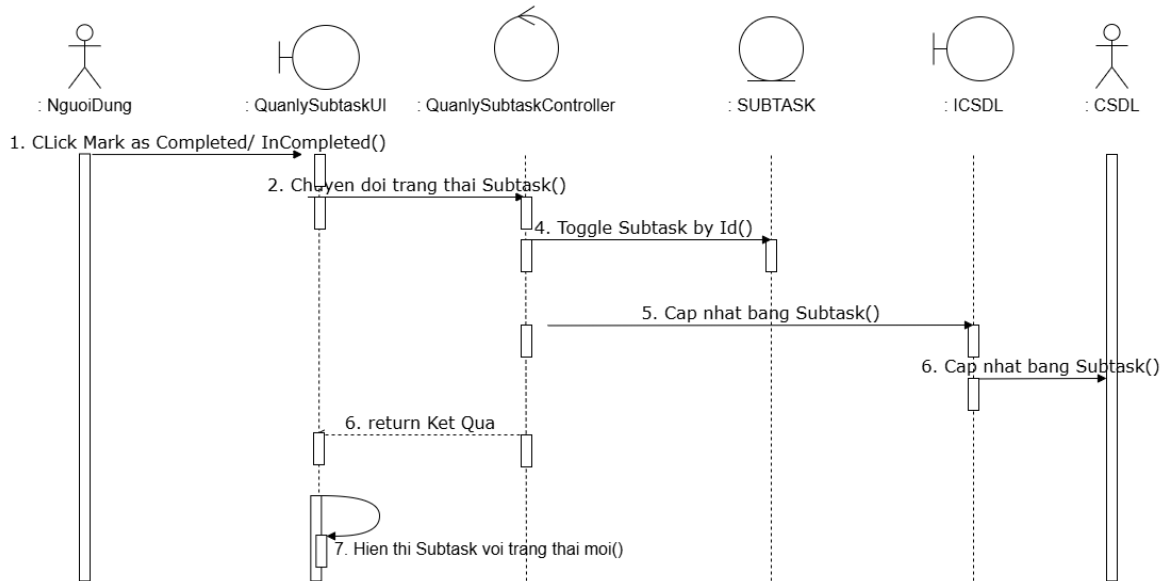 : NguoiDung
: QuanlySubtaskUI
: QuanlySubtaskController
: SUBTASK
: ICSDL
: CSDL
1. CLick Mark as Completed/ InCompleted()
2. Chuyen doi trang thai Subtask()
4. Toggle Subtask by Id()
5. Cap nhat bang Subtask()
6. Cap nhat bang Subtask()
6. return Ket Qua
7. Hien thi Subtask voi trang thai moi()